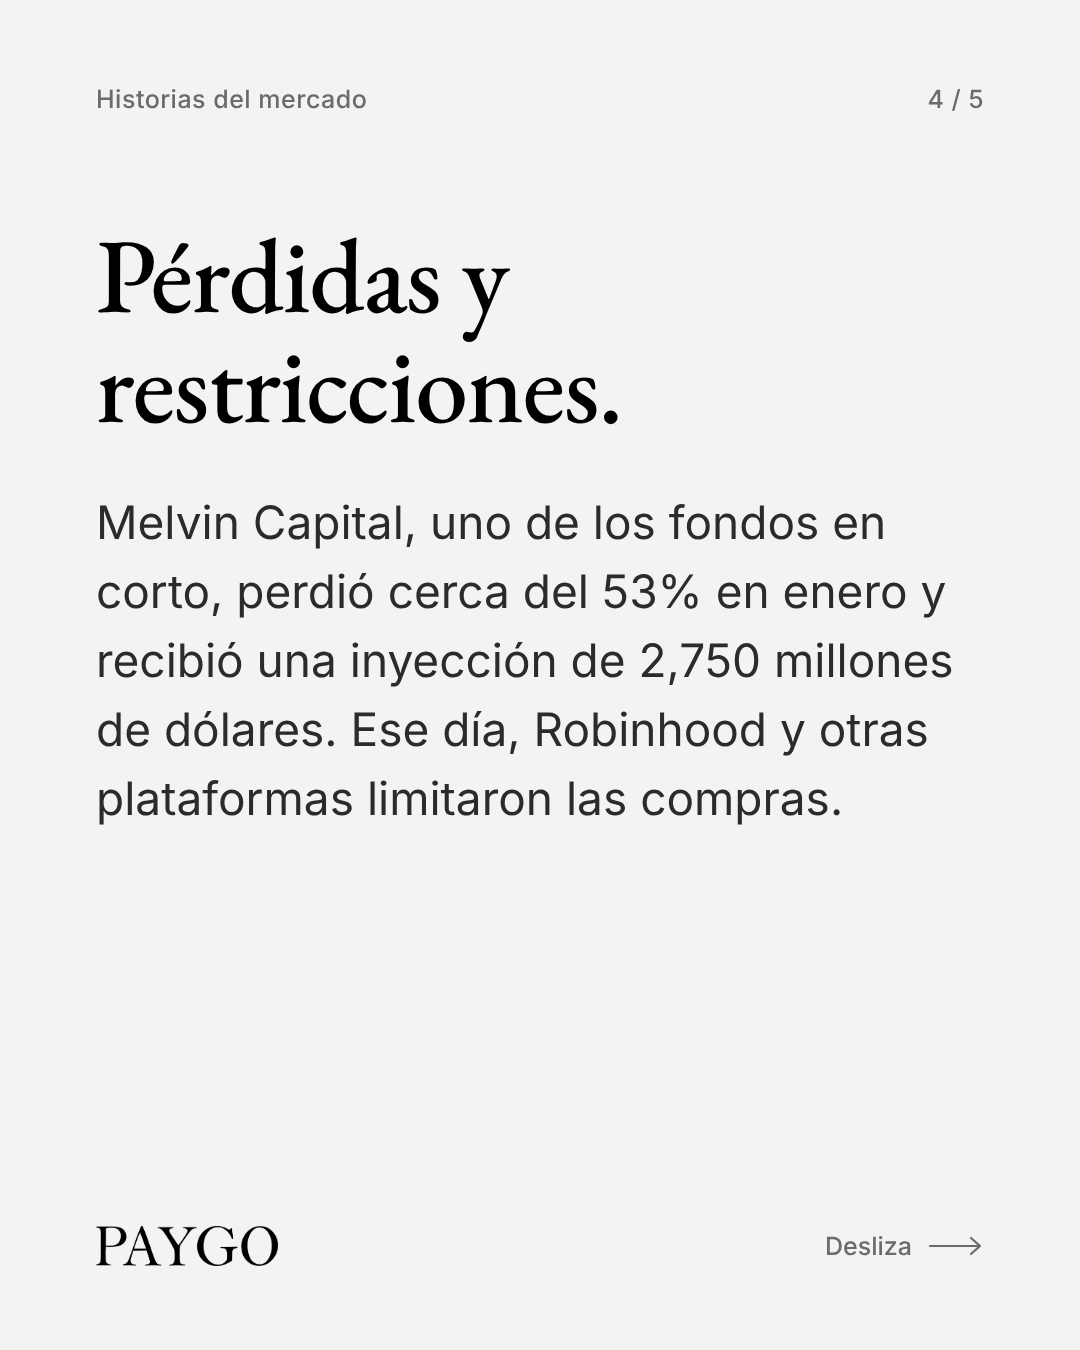 Historias del mercado
4 / 5
Pérdidas y
restricciones.
Melvin Capital, uno de los fondos en
corto, perdió cerca del 53% en enero y
recibió una inyección de 2,750 millones
de dólares. Ese día, Robinhood y otras
plataformas limitaron las compras.
PAYGO
Desliza